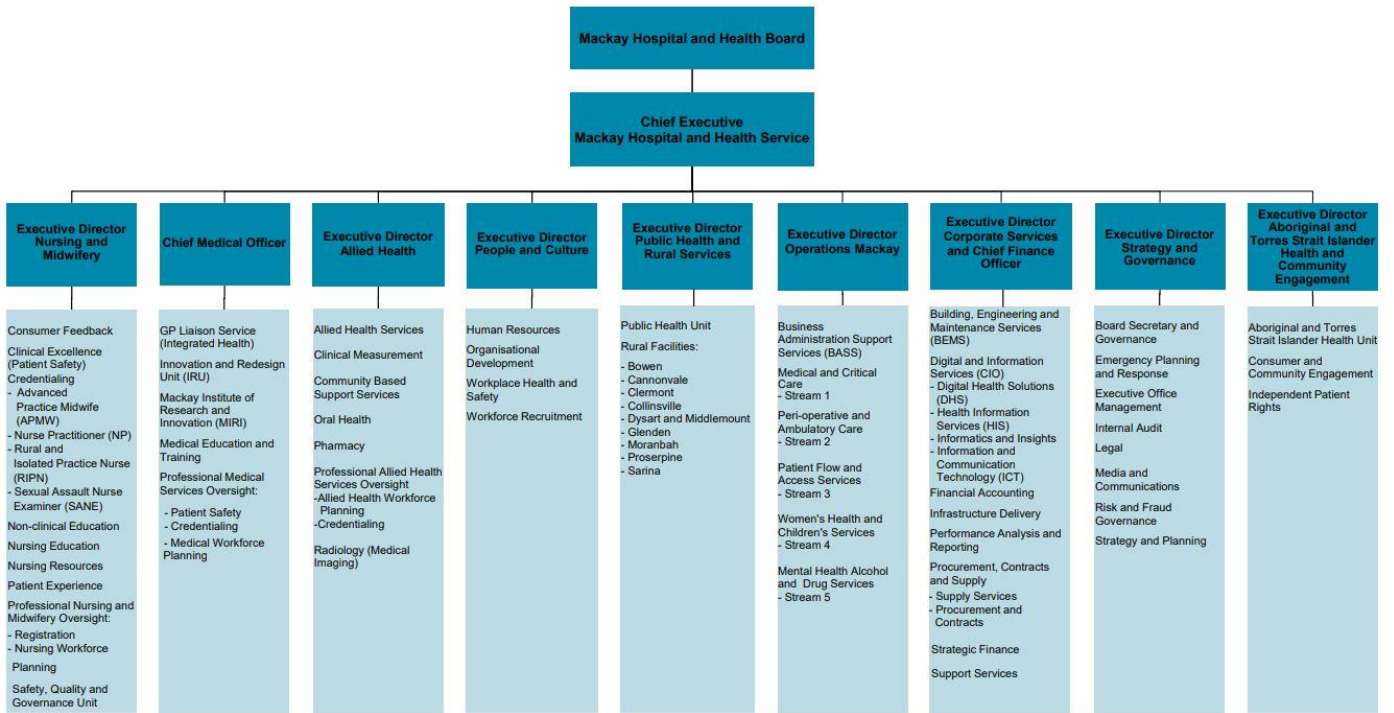 Mackay Hospital and Health Board
Chief Executive
Mackay Hospital and Health Service
Executive Director
Nursing and
Midwifery
Consumer Feedback
Clinical Excellence
(Patient Safety)
Credentialing
- Advanced
Practice Midwife
(APMW)
- Nurse Practitioner (NP)
- Rural and
Isolated Practice Nurse
(RIPN)
- Sexual Assault Nurse
Examiner (SANE)
Non-clinical Education
Nursing Education
Nursing Resources
Patient Experience
Professional Nursing and
Midwifery Oversight:
- Registration
- Nursing Workforce
Planning
Safety, Quality and
Governance Unit
Chief Medical Officer
GP Liaison Service
(Integrated Health)
Innovation and Redesign
Unit (IRU)
Mackay Institute of
Research and
Innovation (MIRI)
Medical Education and
Training
Professional Medical
Services Oversight:
- Patient Safety
- Credentialing
- Medical Workforce
Planning
Executive Director
Allied Health
Allied Health Services
Clinical Measurement
Community Based
Support Services
Oral Health
Pharmacy
Professional Allied Health
Services Oversight
-Allied Health Workforce
Planning
-Credentialing
Radiology (Medical
Imaging)
Executive Director
People and Culture
Human Resources
Organisational
Development
Workplace Health and
Safety
Workforce Recruitment
Executive Director
Public Health and
Rural Services
Public Health Unit
Rural Facilities:
- Bowen
- Cannonvale
- Clermont
- Collinsville
- Dysart and Middlemount
- Glenden
- Moranbah
- Proserpine
- Sarina
Executive Director
Operations Mackay
Business
Administration Support
Services (BASS)
Medical and Critical
Care
- Stream 1
Peri-operative and
Ambulatory Care
- Stream 2
Patient Flow and
Access Services
- Stream 3
Women's Health and
Children's Services
- Stream 4
Mental Health Alcohol
and Drug Services
- Stream 5
Executive Director
Corporate Services
and Chief Finance
Officer
Building, Engineering and
Maintenance Services
(BEMS)
Digital and Information
Services (CIO)
- Digital Health Solutions
(DHS)
- Health Information
Services (HIS)
- Informatics and Insights
- Information and
Communication
Technology (ICT)
Financial Accounting
Infrastructure Delivery
Performance Analysis and
Reporting
Procurement, Contracts
and Supply
- Supply Services
- Procurement and
Contracts
Strategic Finance
Support Services
Executive Director
Strategy and
Governance
Board Secretary and
Governance
Emergency Planning
and Response
Executive Office
Management
Internal Audit
Legal
Media and
Communications
Risk and Fraud
Governance
Strategy and Planning
Executive Director
Aboriginal and
Torres Strait Islander
Health and
Community
Engagement
Aboriginal and Torres
Strait Islander Health Unit
Consumer and
Community Engagement
Independent Patient
Rights